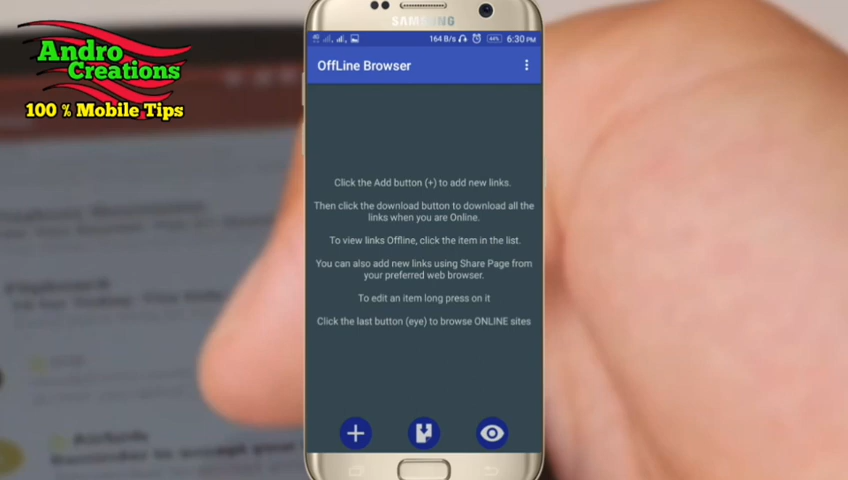 Andro
Creations
100 % Mobile Tips
SAMSUNG
164 B/s 6:30 PM
OffLine Browser
Click the Add button (+) to add new links.
Then click the download button to download all the
links when you are Online.
To view links Offline, click the item in the list.
You can also add new links using Share Page from
your preferred web browser.
To edit an item long press on it
Click the last button (eye) to browse ONLINE sites